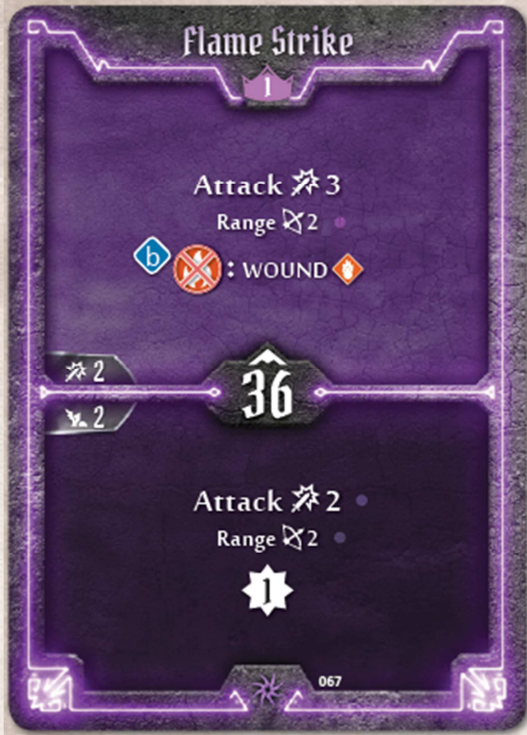 Flame Strike
1
Attack 3
Range 2
b : WOUND
2
36
2
Attack 2
Range 2
1
067